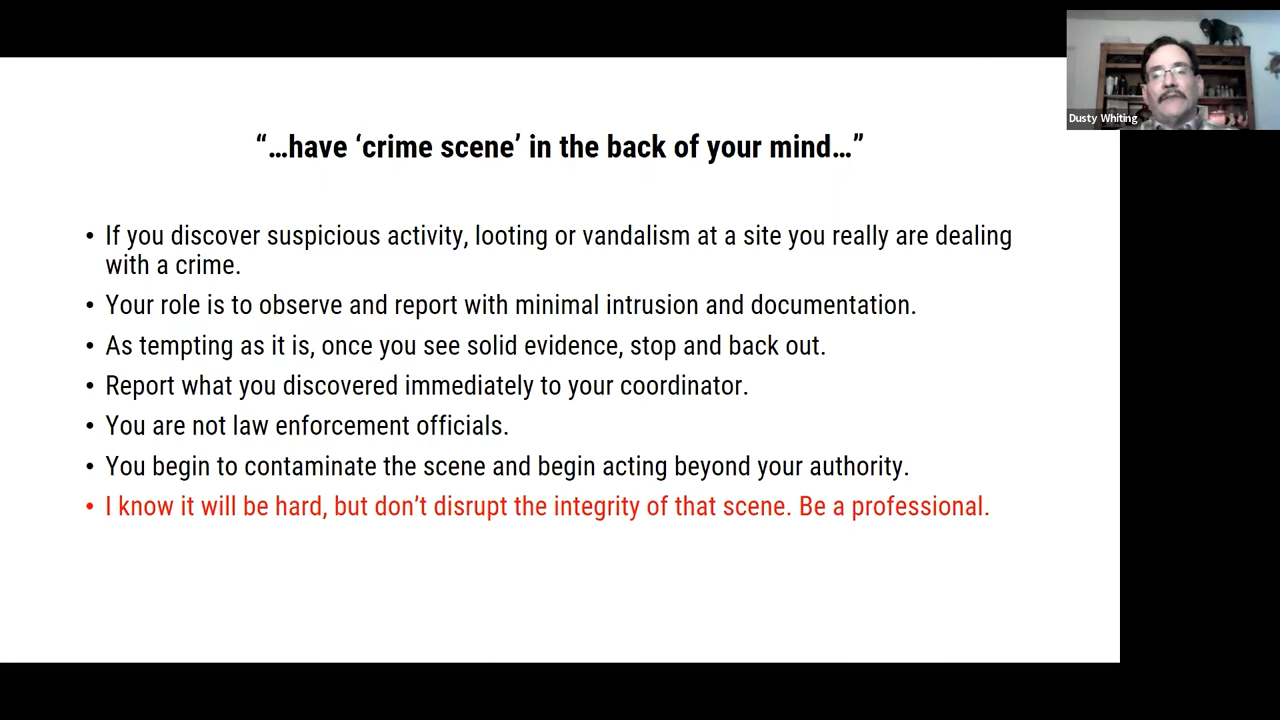 Dusty Whiting
“…have ‘crime scene’ in the back of your mind…”
• If you discover suspicious activity, looting or vandalism at a site you really are dealing
with a crime.
• Your role is to observe and report with minimal intrusion and documentation.
• As tempting as it is, once you see solid evidence, stop and back out.
• Report what you discovered immediately to your coordinator.
• You are not law enforcement officials.
• You begin to contaminate the scene and begin acting beyond your authority.
• I know it will be hard, but don’t disrupt the integrity of that scene. Be a professional.